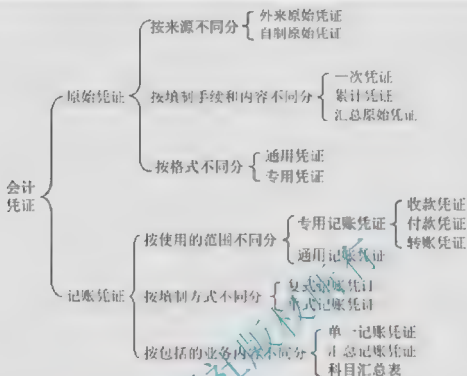 会计
凭证
原始凭证
按来源不同分
外来原始凭证
自制原始凭证
按填制手续和内容不同分
一次凭证
累计凭证
汇总原始凭证
按格式不同分
通用凭证
专用凭证
记账凭证
按使用的范围不同分
专用记账凭证
收款凭证
付款凭证
转账凭证
通用记账凭证
按填制方式不同分
复式记账凭证
单式记账凭证
按包括的业务内容不同分
单一记账凭证
汇总记账凭证
科目汇总表